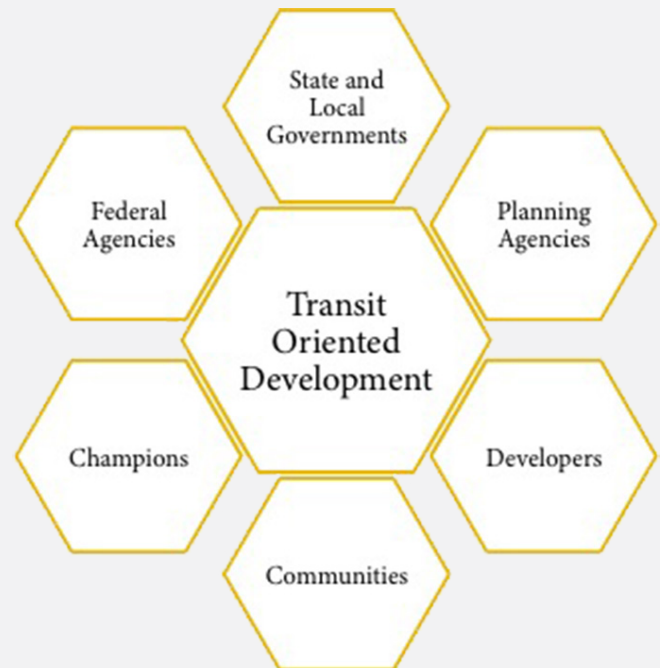 State and
Local
Governments
Federal
Agencies
Planning
Agencies
Transit
Oriented
Development
Champions
Developers
Communities